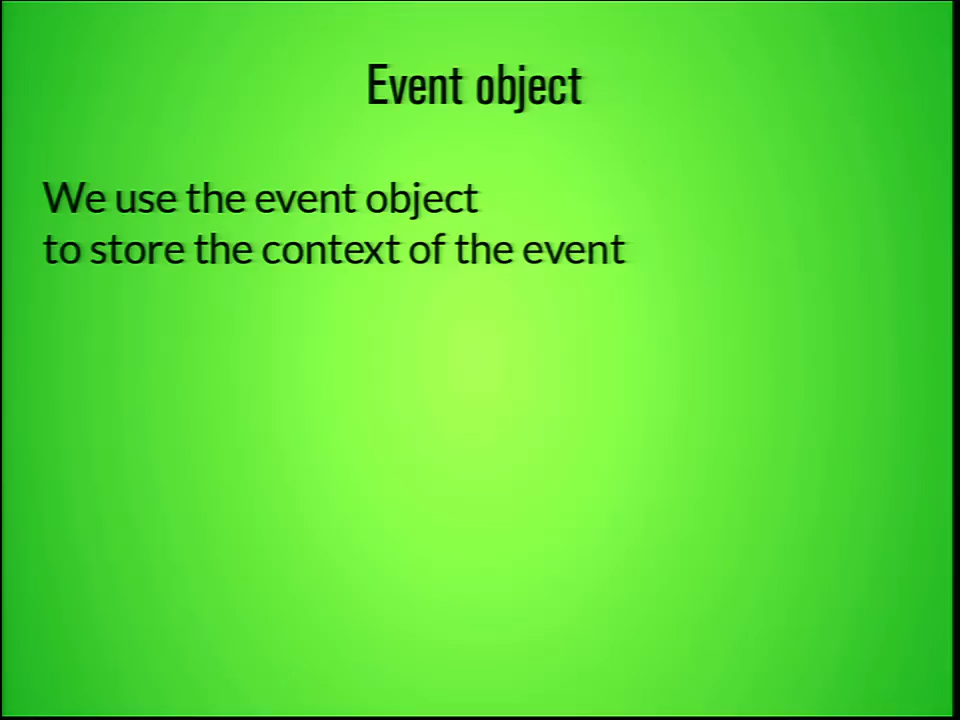 Event object
We use the event object
to store the context of the event